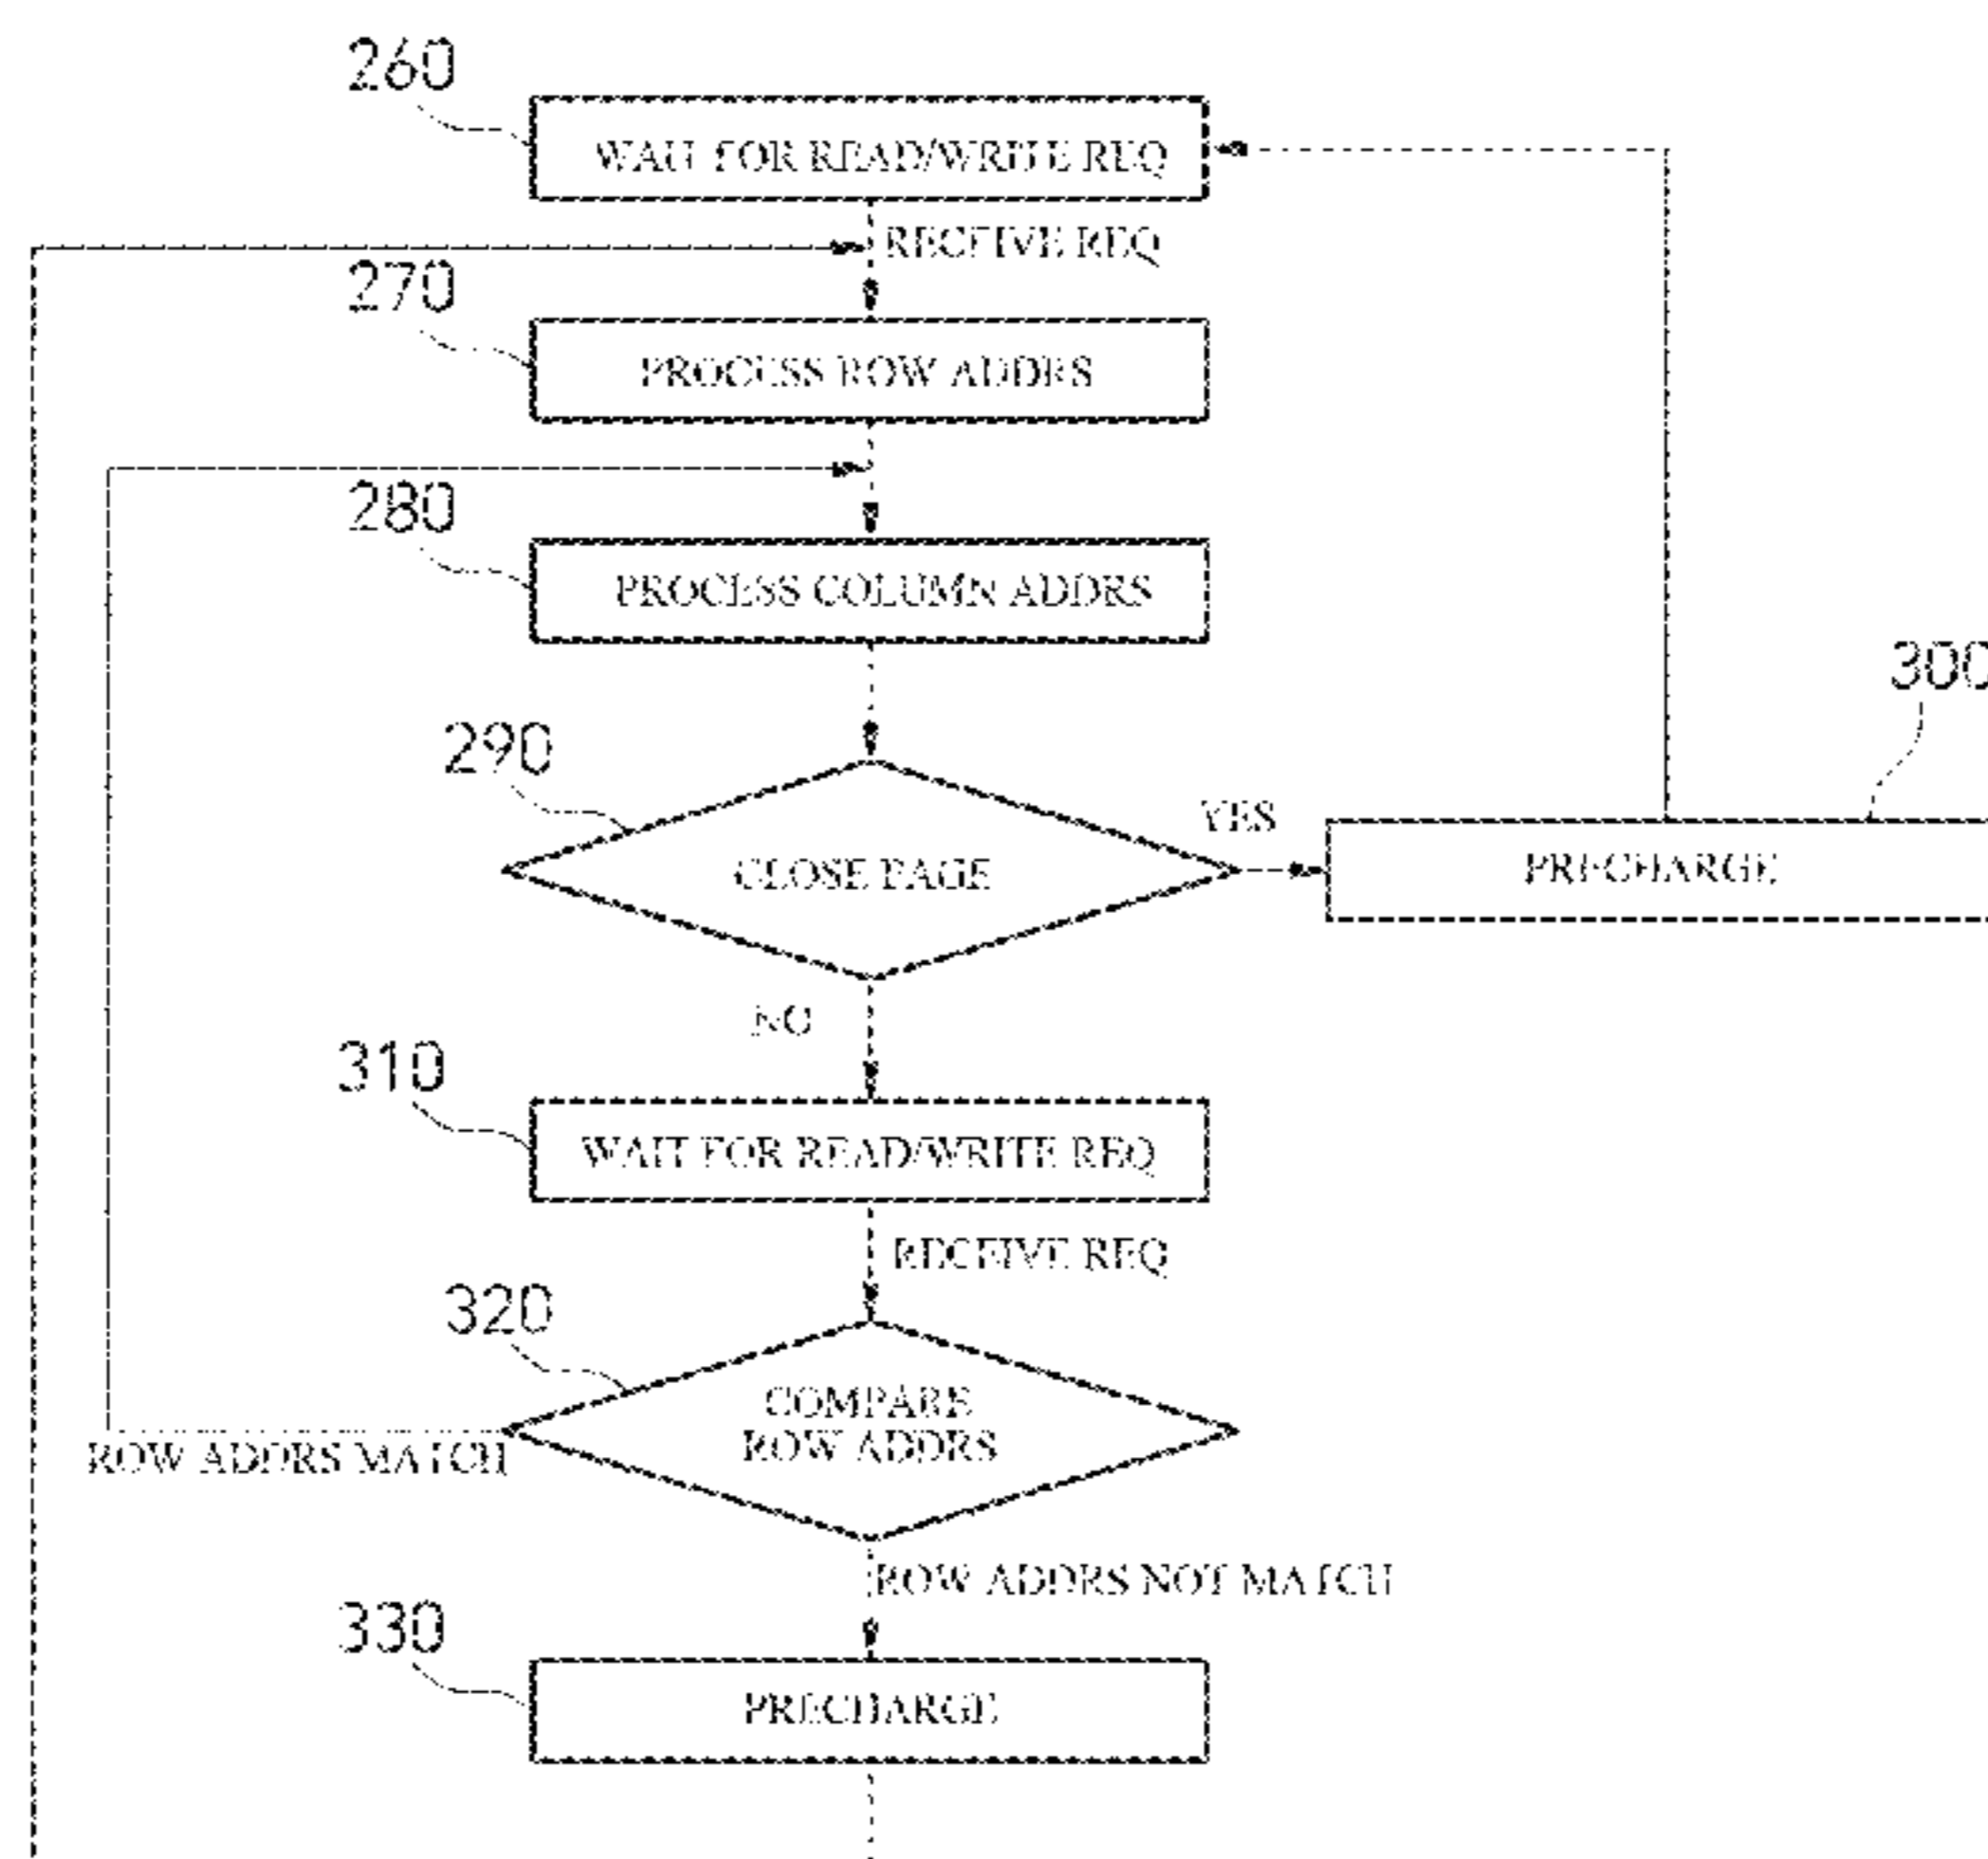 260
WAIT FOR READ/WRITE REQ
RECEIVE REQ
270
PROCESS ROW ADDRS
280
PROCESS COLUMN ADDRS
300
290
YES
CLOSE PAGE
PRECHARGE
NO
310
WAIT FOR READ/WRITE REQ
RECEIVE REQ
320
COMPARE
ROW ADDRS
ROW ADDRS MATCH
ROW ADDRS NOT MATCH
330
PRECHARGE